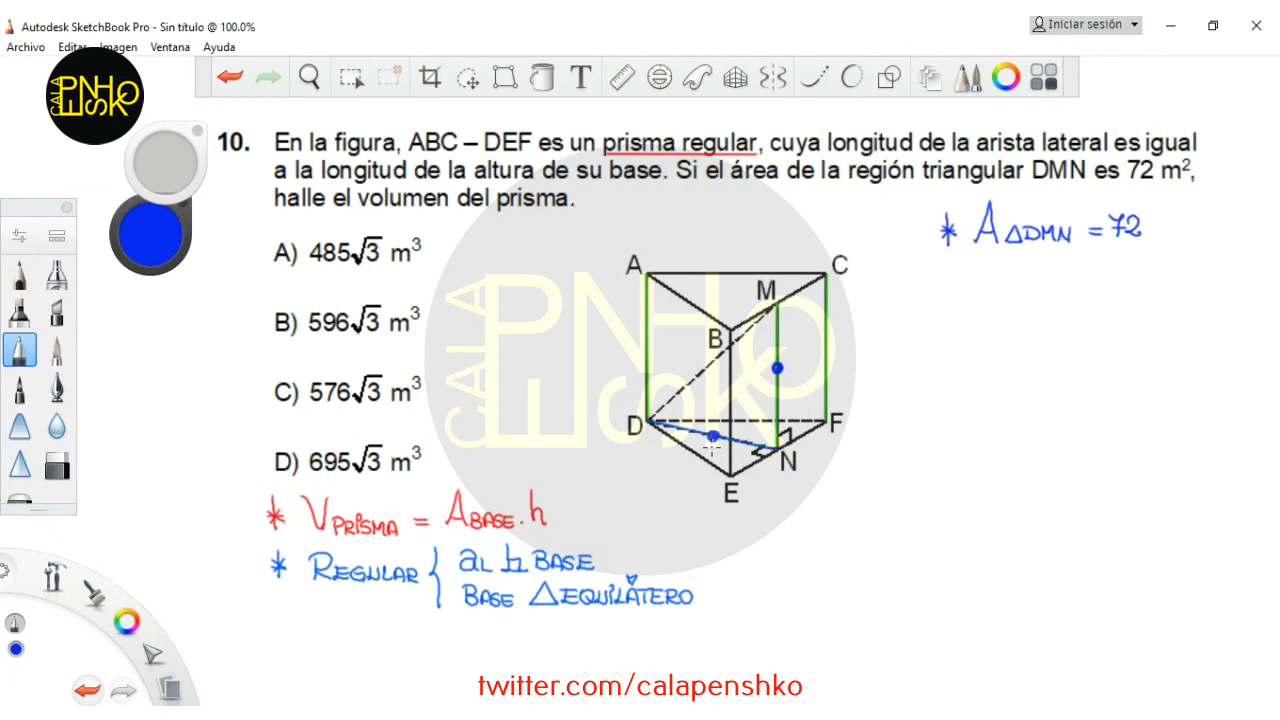 Autodesk SketchBook Pro - Sin título @ 100.0%
Iniciar sesión
Archivo Editar Imagen Ventana Ayuda
CALA PENSHKO
10. En la figura, ABC – DEF es un prisma regular, cuya longitud de la arista lateral es igual
a la longitud de la altura de su base. Si el área de la región triangular DMN es 72 m², 
halle el volumen del prisma.
* A△DMN = 72
A) 485√3 m³
B) 596√3 m³
C) 576√3 m³
D) 695√3 m³
A
C
M
B
D
F
N
E
CALA PENSHKO
* VPRISMA = ABASE . h
* REGULAR { aL ⊥ BASE
BASE △EQUILÁTERO
twitter.com/calapenshko